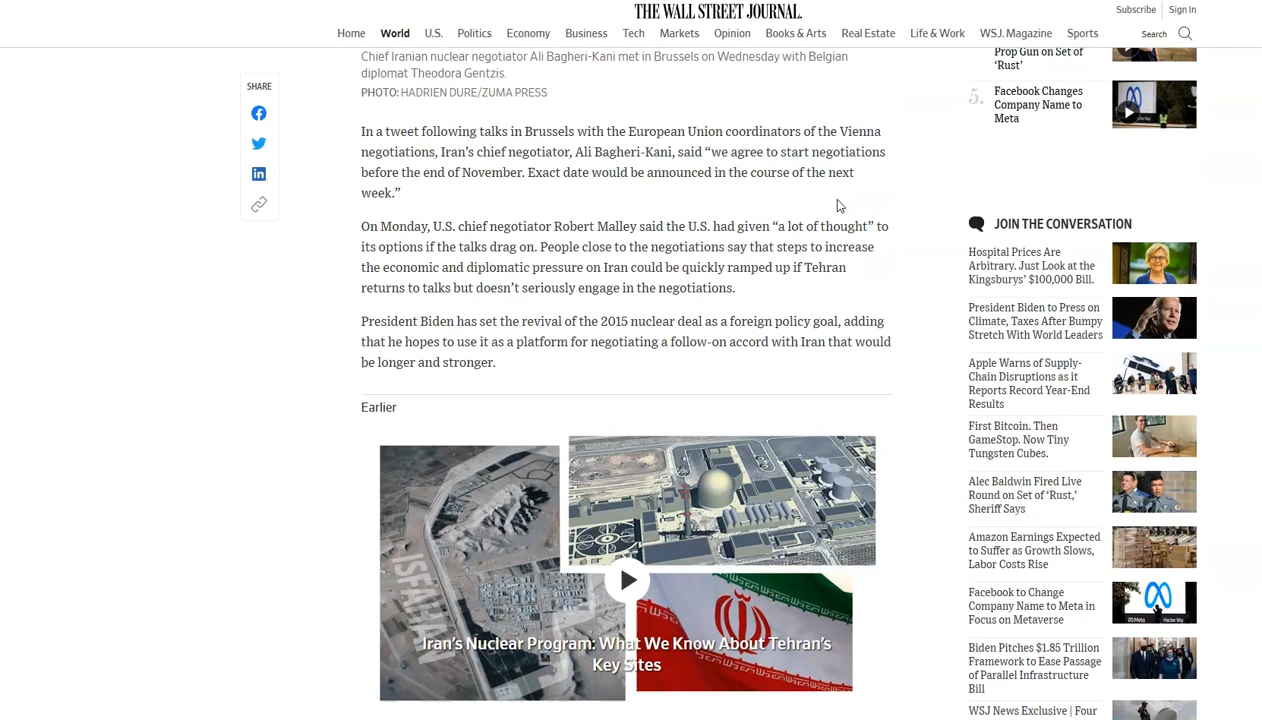 THE WALL STREET JOURNAL.
Subscribe
Sign In
Home
World
U.S.
Politics
Economy
Business
Tech
Markets
Opinion
Books & Arts
Real Estate
Life & Work
WSJ. Magazine
Sports
Search
SHARE
Chief Iranian nuclear negotiator Ali Bagheri-Kani met in Brussels on Wednesday with Belgian
diplomat Theodora Gentzis.
PHOTO: HADRIEN DURE/ZUMA PRESS
In a tweet following talks in Brussels with the European Union coordinators of the Vienna
negotiations, Iran’s chief negotiator, Ali Bagheri-Kani, said “we agree to start negotiations
before the end of November. Exact date would be announced in the course of the next
week.”
On Monday, U.S. chief negotiator Robert Malley said the U.S. had given “a lot of thought” to
its options if the talks drag on. People close to the negotiations say that steps to increase
the economic and diplomatic pressure on Iran could be quickly ramped up if Tehran
returns to talks but doesn’t seriously engage in the negotiations.
President Biden has set the revival of the 2015 nuclear deal as a foreign policy goal, adding
that he hopes to use it as a platform for negotiating a follow-on accord with Iran that would
be longer and stronger.
Earlier
ISFAHAN
Iran’s Nuclear Program: What We Know About Tehran’s
Key Sites
Prop Gun on Set of
‘Rust’
5.
Facebook Changes
Company Name to
Meta
JOIN THE CONVERSATION
Hospital Prices Are
Arbitrary. Just Look at the
Kingsburys’ $100,000 Bill.
President Biden to Press on
Climate, Taxes After Bumpy
Stretch With World Leaders
Apple Warns of Supply-
Chain Disruptions as it
Reports Record Year-End
Results
First Bitcoin. Then
GameStop. Now Tiny
Tungsten Cubes.
Alec Baldwin Fired Live
Round on Set of ‘Rust,’
Sheriff Says
Amazon Earnings Expected
to Suffer as Growth Slows,
Labor Costs Rise
Facebook to Change
Company Name to Meta in
Focus on Metaverse
Meta
Hacker Way
Biden Pitches $1.85 Trillion
Framework to Ease Passage
of Parallel Infrastructure
Bill
WSJ News Exclusive | Four